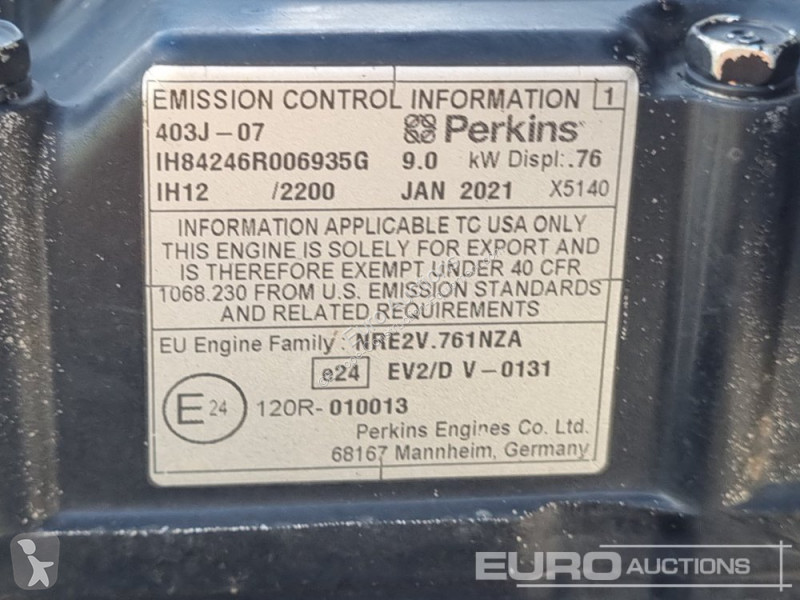 EMISSION CONTROL INFORMATION 1
403J-07 Perkins
IH84246R006935G 9.0 kW Displ: .76
IH12 /2200 JAN 2021 X5140
INFORMATION APPLICABLE TC USA ONLY
THIS ENGINE IS SOLELY FOR EXPORT AND
IS THEREFORE EXEMPT UNDER 40 CFR
1068.230 FROM U.S. EMISSION STANDARDS
AND RELATED REQUIREMENTS
EU Engine Family: NRE2V.761NZA
e24 EV2/D V-0131
E24 120R-010013
Perkins Engines Co. Ltd.
68167 Mannheim, Germany
EURO AUCTIONS